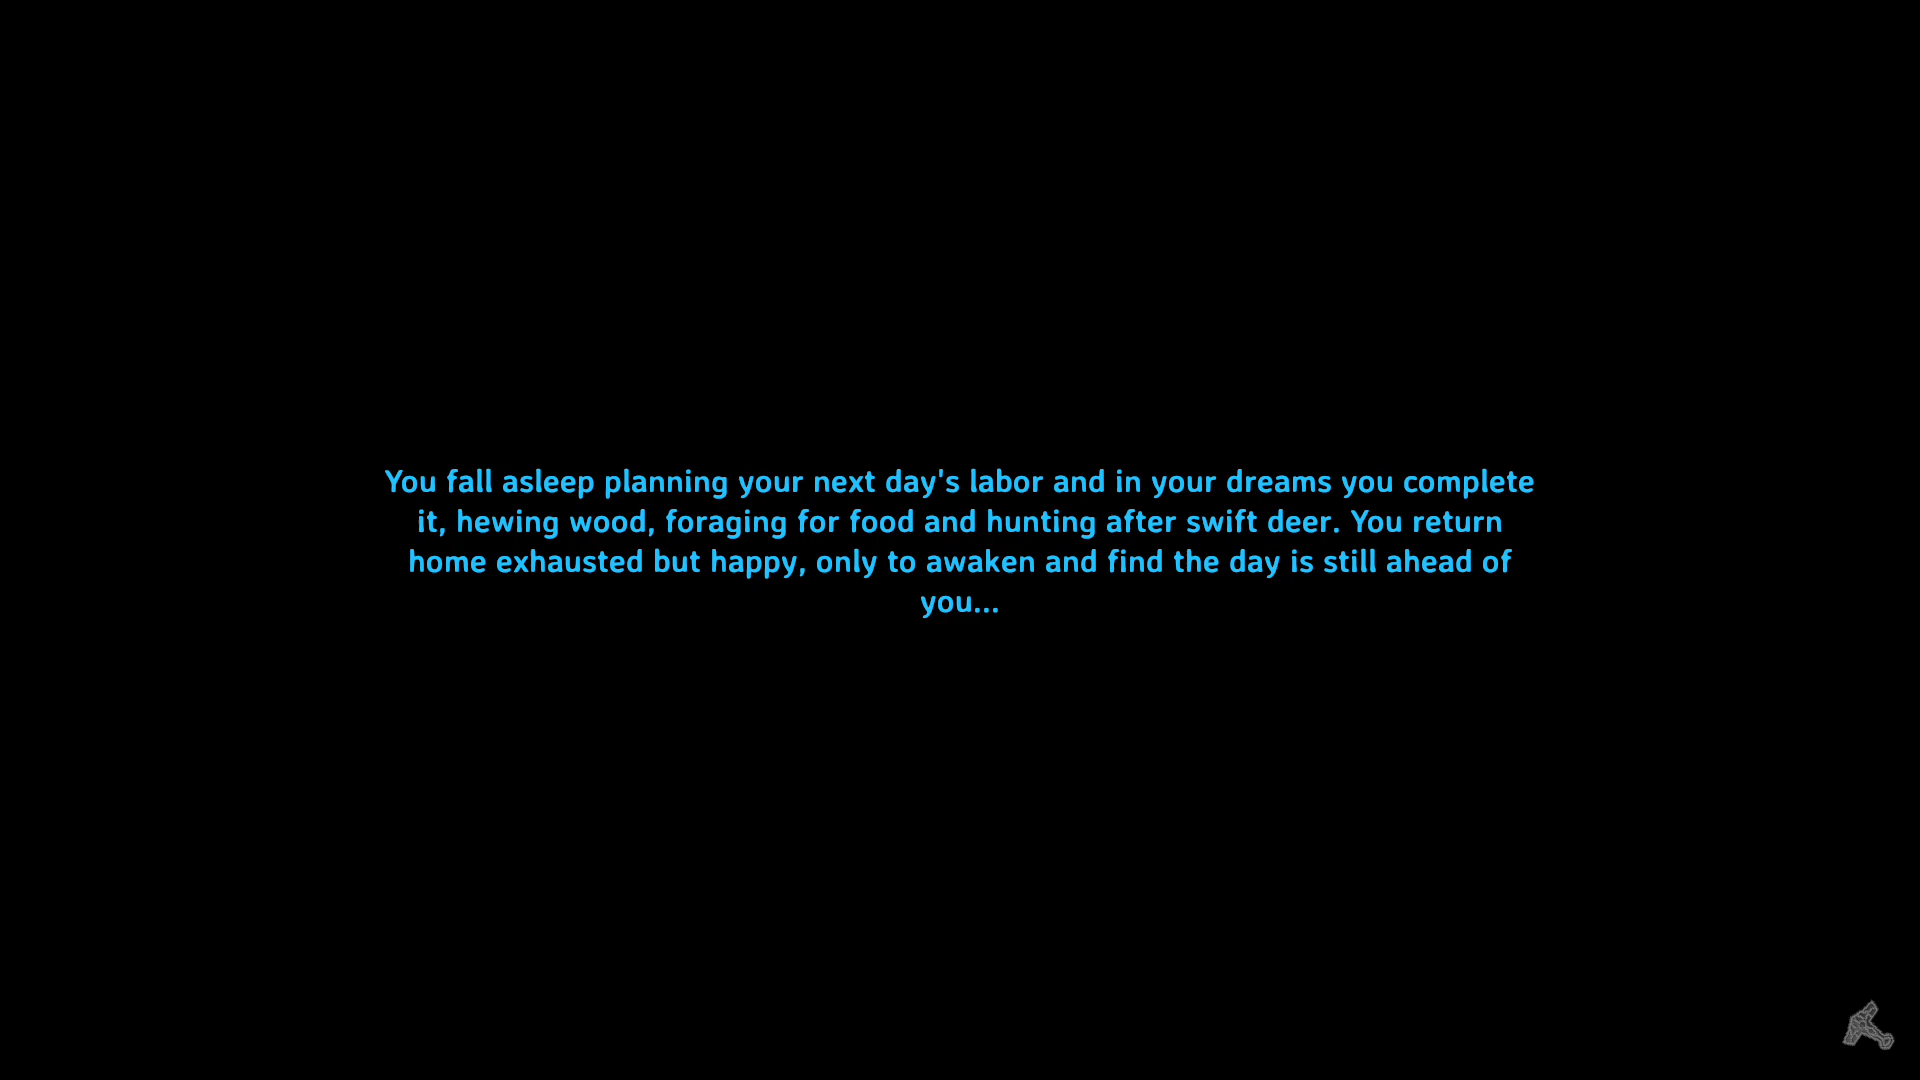 You fall asleep planning your next day's labor and in your dreams you complete
it, hewing wood, foraging for food and hunting after swift deer. You return
home exhausted but happy, only to awaken and find the day is still ahead of
you...